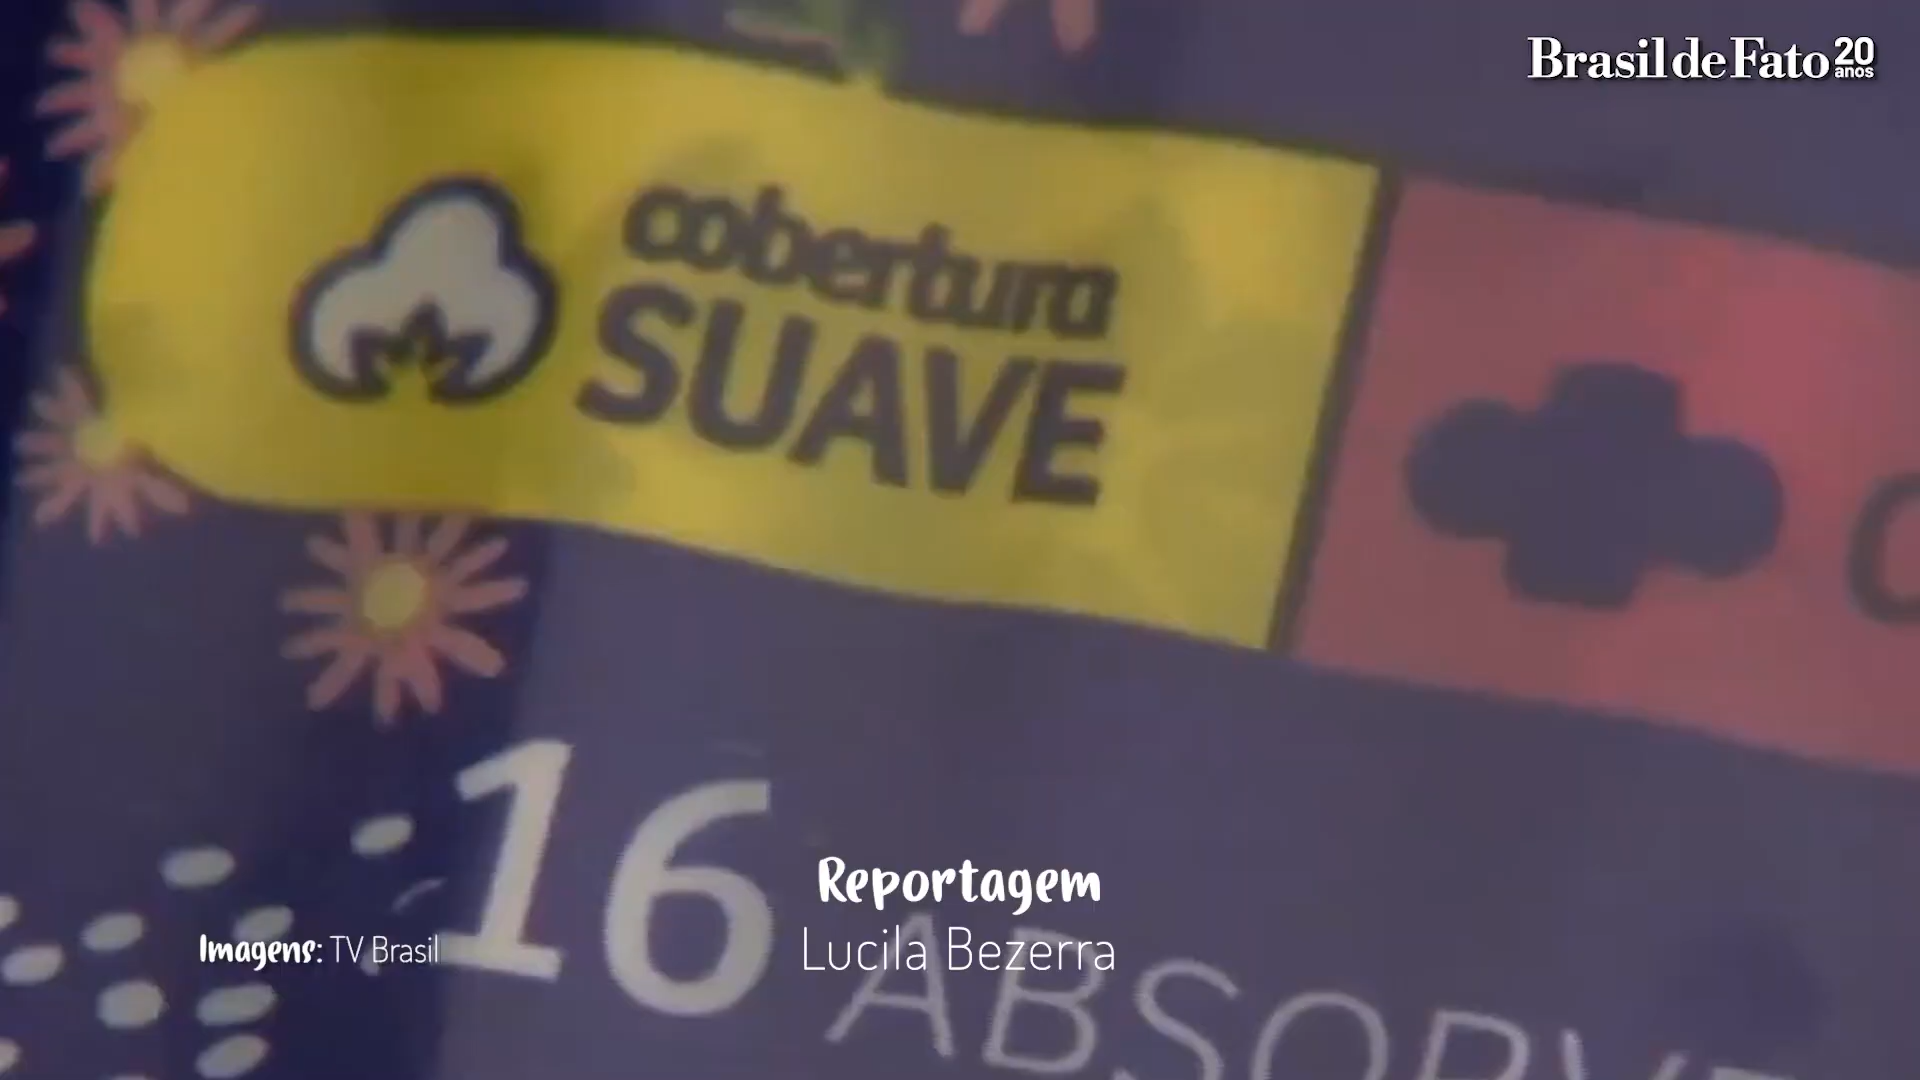 Brasil de Fato 20 anos
cobertura
SUAVE
16
Reportagem
Imagens: TV Brasil
Lucila Bezerra